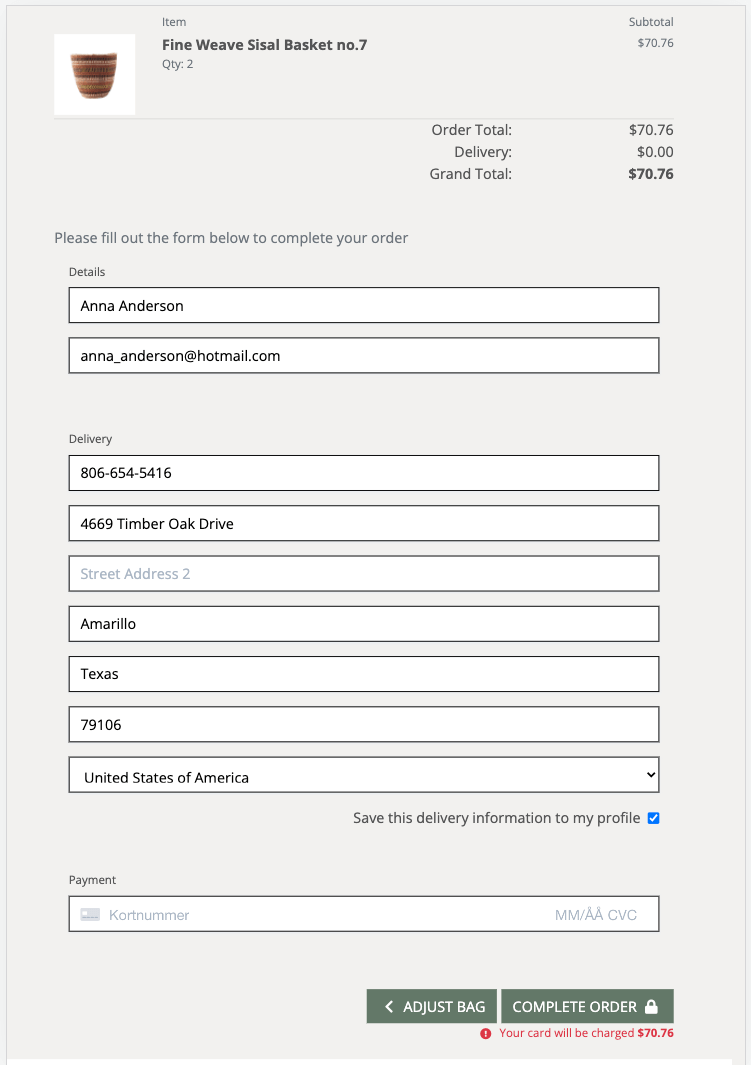 Item Subtotal
Fine Weave Sisal Basket no.7 $70.76
Qty: 2
Order Total: $70.76
Delivery: $0.00
Grand Total: $70.76
Please fill out the form below to complete your order
Details
Anna Anderson
anna_anderson@hotmail.com
Delivery
806-654-5416
4669 Timber Oak Drive
Street Address 2
Amarillo
Texas
79106
United States of America
Save this delivery information to my profile
Payment
Kortnummer MM/ÅÅ CVC
ADJUST BAG COMPLETE ORDER
Your card will be charged $70.76